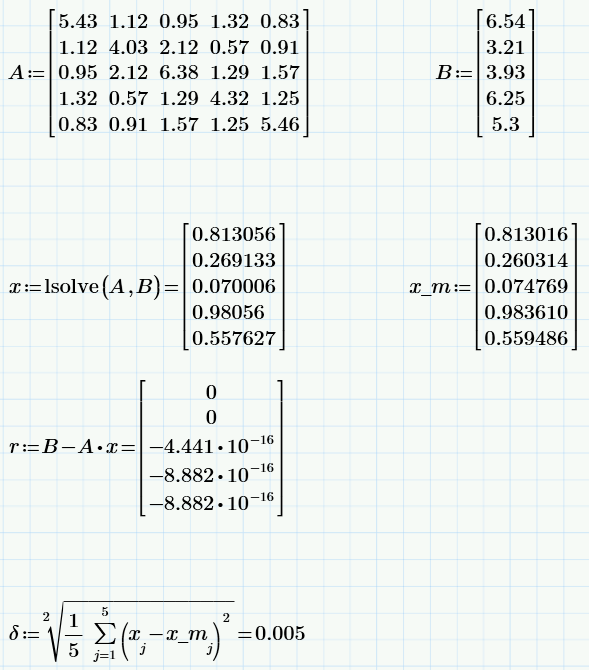 A:=[5.43 1.12 0.95 1.32 0.83
1.12 4.03 2.12 0.57 0.91
0.95 2.12 6.38 1.29 1.57
1.32 0.57 1.29 4.32 1.25
0.83 0.91 1.57 1.25 5.46]
B:=[6.54
3.21
3.93
6.25
5.3]
x:=lsolve(A,B)=[0.813056
0.269133
0.070006
0.98056
0.557627]
x_m:=[0.813016
0.260314
0.074769
0.983610
0.559486]
r:=B−A•x=[0
0
−4.441•10^−16
−8.882•10^−16
−8.882•10^−16]
δ:=²√(1/5 ∑_{j=1}^{5} (x_j−x_m_j)²)=0.005